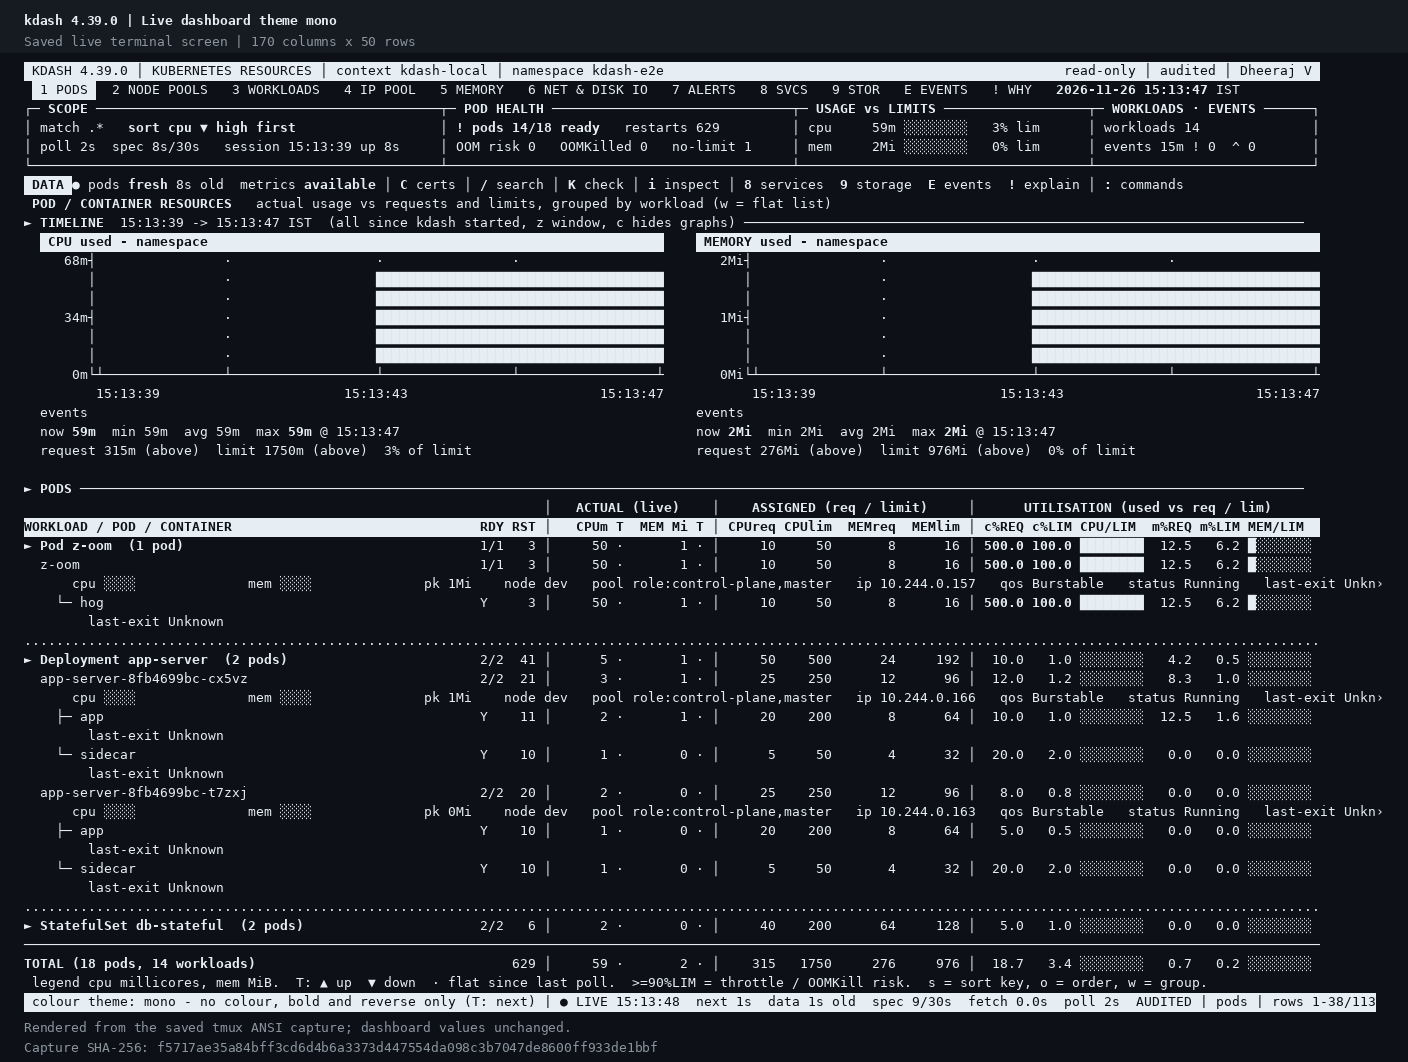 kdash 4.39.0 | Live dashboard theme mono
Saved live terminal screen | 170 columns x 50 rows
KDASH 4.39.0 │ KUBERNETES RESOURCES │ context kdash-local │ namespace kdash-e2e read-only │ audited │ Dheeraj V
1 PODS 2 NODE POOLS 3 WORKLOADS 4 IP POOL 5 MEMORY 6 NET & DISK IO 7 ALERTS 8 SVCS 9 STOR E EVENTS ! WHY 2026-11-26 15:13:47 IST
SCOPE POD HEALTH USAGE vs LIMITS WORKLOADS · EVENTS
match .* sort cpu ▼ high first │ ! pods 14/18 ready restarts 629 │ cpu 59m ░░░░░░░░ 3% lim │ workloads 14
poll 2s spec 8s/30s session 15:13:39 up 8s │ OOM risk 0 OOMKilled 0 no-limit 1 │ mem 2Mi ░░░░░░░░ 0% lim │ events 15m ! 0 ^ 0
DATA ● pods fresh 8s old metrics available │ C certs │ / search │ K check │ i inspect │ 8 services 9 storage E events ! explain │ : commands
POD / CONTAINER RESOURCES actual usage vs requests and limits, grouped by workload (w = flat list)
► TIMELINE 15:13:39 -> 15:13:47 IST (all since kdash started, z window, c hides graphs)
CPU used - namespace MEMORY used - namespace
68m 2Mi
34m 1Mi
0m 0Mi
15:13:39 15:13:43 15:13:47 15:13:39 15:13:43 15:13:47
events events
now 59m min 59m avg 59m max 59m @ 15:13:47 now 2Mi min 2Mi avg 2Mi max 2Mi @ 15:13:47
request 315m (above) limit 1750m (above) 3% of limit request 276Mi (above) limit 976Mi (above) 0% of limit
► PODS
│ ACTUAL (live) │ ASSIGNED (req / limit) │ UTILISATION (used vs req / lim)
WORKLOAD / POD / CONTAINER RDY RST │ CPUm T MEM Mi T │ CPUreq CPUlim MEMreq MEMlim │ c%REQ c%LIM CPU/LIM m%REQ m%LIM MEM/LIM
► Pod z-oom (1 pod) 1/1 3 │ 50 · 1 · │ 10 50 8 16 │ 500.0 100.0 ████████ 12.5 6.2 █░░░░░░░
z-oom 1/1 3 │ 50 · 1 · │ 10 50 8 16 │ 500.0 100.0 ████████ 12.5 6.2 █░░░░░░░
cpu ░░░░ mem ░░░░ pk 1Mi node dev pool role:control-plane,master ip 10.244.0.157 qos Burstable status Running last-exit Unkn›
└─ hog Y 3 │ 50 · 1 · │ 10 50 8 16 │ 500.0 100.0 ████████ 12.5 6.2 █░░░░░░░
last-exit Unknown
► Deployment app-server (2 pods) 2/2 41 │ 5 · 1 · │ 50 500 24 192 │ 10.0 1.0 ░░░░░░░░ 4.2 0.5 ░░░░░░░░
app-server-8fb4699bc-cx5vz 2/2 21 │ 3 · 1 · │ 25 250 12 96 │ 12.0 1.2 ░░░░░░░░ 8.3 1.0 ░░░░░░░░
cpu ░░░░ mem ░░░░ pk 1Mi node dev pool role:control-plane,master ip 10.244.0.166 qos Burstable status Running last-exit Unkn›
├─ app Y 11 │ 2 · 1 · │ 20 200 8 64 │ 10.0 1.0 ░░░░░░░░ 12.5 1.6 ░░░░░░░░
last-exit Unknown
└─ sidecar Y 10 │ 1 · 0 · │ 5 50 4 32 │ 20.0 2.0 ░░░░░░░░ 0.0 0.0 ░░░░░░░░
last-exit Unknown
app-server-8fb4699bc-t7zxj 2/2 20 │ 2 · 0 · │ 25 250 12 96 │ 8.0 0.8 ░░░░░░░░ 0.0 0.0 ░░░░░░░░
cpu ░░░░ mem ░░░░ pk 0Mi node dev pool role:control-plane,master ip 10.244.0.163 qos Burstable status Running last-exit Unkn›
├─ app Y 10 │ 1 · 0 · │ 20 200 8 64 │ 5.0 0.5 ░░░░░░░░ 0.0 0.0 ░░░░░░░░
last-exit Unknown
└─ sidecar Y 10 │ 1 · 0 · │ 5 50 4 32 │ 20.0 2.0 ░░░░░░░░ 0.0 0.0 ░░░░░░░░
last-exit Unknown
► StatefulSet db-stateful (2 pods) 2/2 6 │ 2 · 0 · │ 40 200 64 128 │ 5.0 1.0 ░░░░░░░░ 0.0 0.0 ░░░░░░░░
TOTAL (18 pods, 14 workloads) 629 │ 59 · 2 · │ 315 1750 276 976 │ 18.7 3.4 ░░░░░░░░ 0.7 0.2 ░░░░░░░░
legend cpu millicores, mem MiB. T: ▲ up ▼ down · flat since last poll. >=90%LIM = throttle / OOMKill risk. s = sort key, o = order, w = group.
colour theme: mono - no colour, bold and reverse only (T: next) | ● LIVE 15:13:48 next 1s data 1s old spec 9/30s fetch 0.0s poll 2s AUDITED | pods | rows 1-38/113
Rendered from the saved tmux ANSI capture; dashboard values unchanged.
Capture SHA-256: f5717ae35a84bff3cd6d4b6a3373d447554da098c3b7047de8600ff933de1bbf